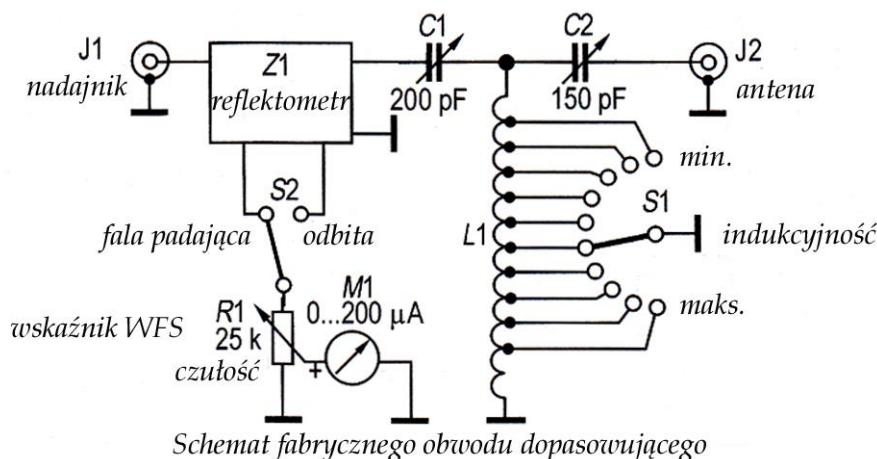 J1
nadajnik
Z1
reflektometr
C1
200 pF
C2
150 pF
J2
antena
min.
S1
indukcyjność
maks.
L1
S2
fala padająca
odbita
wskaźnik WFS
R1
25 k
czułość
M1
0...200 µA
+
Schemat fabrycznego obwodu dopasowującego